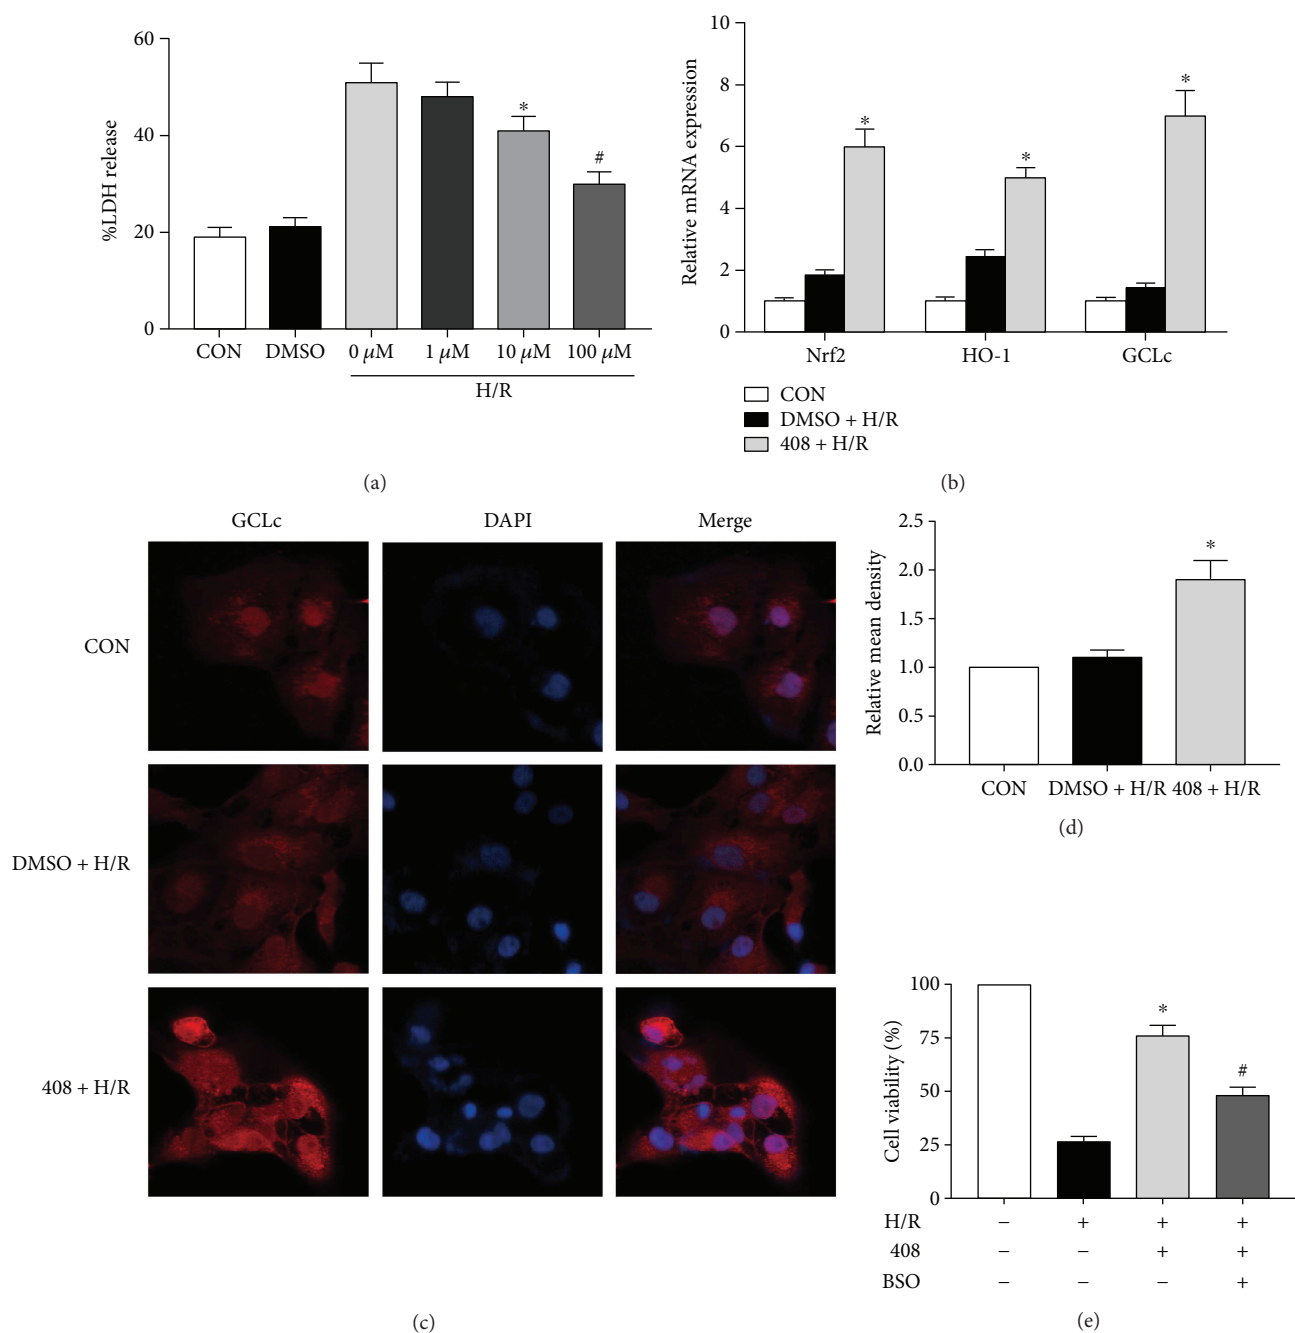 60
40
20
0
%LDH release
*
#
CON DMSO 0 μM 1 μM 10 μM 100 μM
H/R
(a)
10
8
6
4
2
0
Relative mRNA expression
*
*
*
Nrf2 HO-1 GCLc
CON
DMSO + H/R
408 + H/R
(b)
GCLc DAPI Merge
CON
DMSO + H/R
408 + H/R
(c)
2.5
2.0
1.5
1.0
0.5
0.0
Relative mean density
*
CON DMSO + H/R 408 + H/R
(d)
100
75
50
25
0
Cell viability (%)
*
#
H/R − + + +
408 − − + +
BSO − − − +
(e)